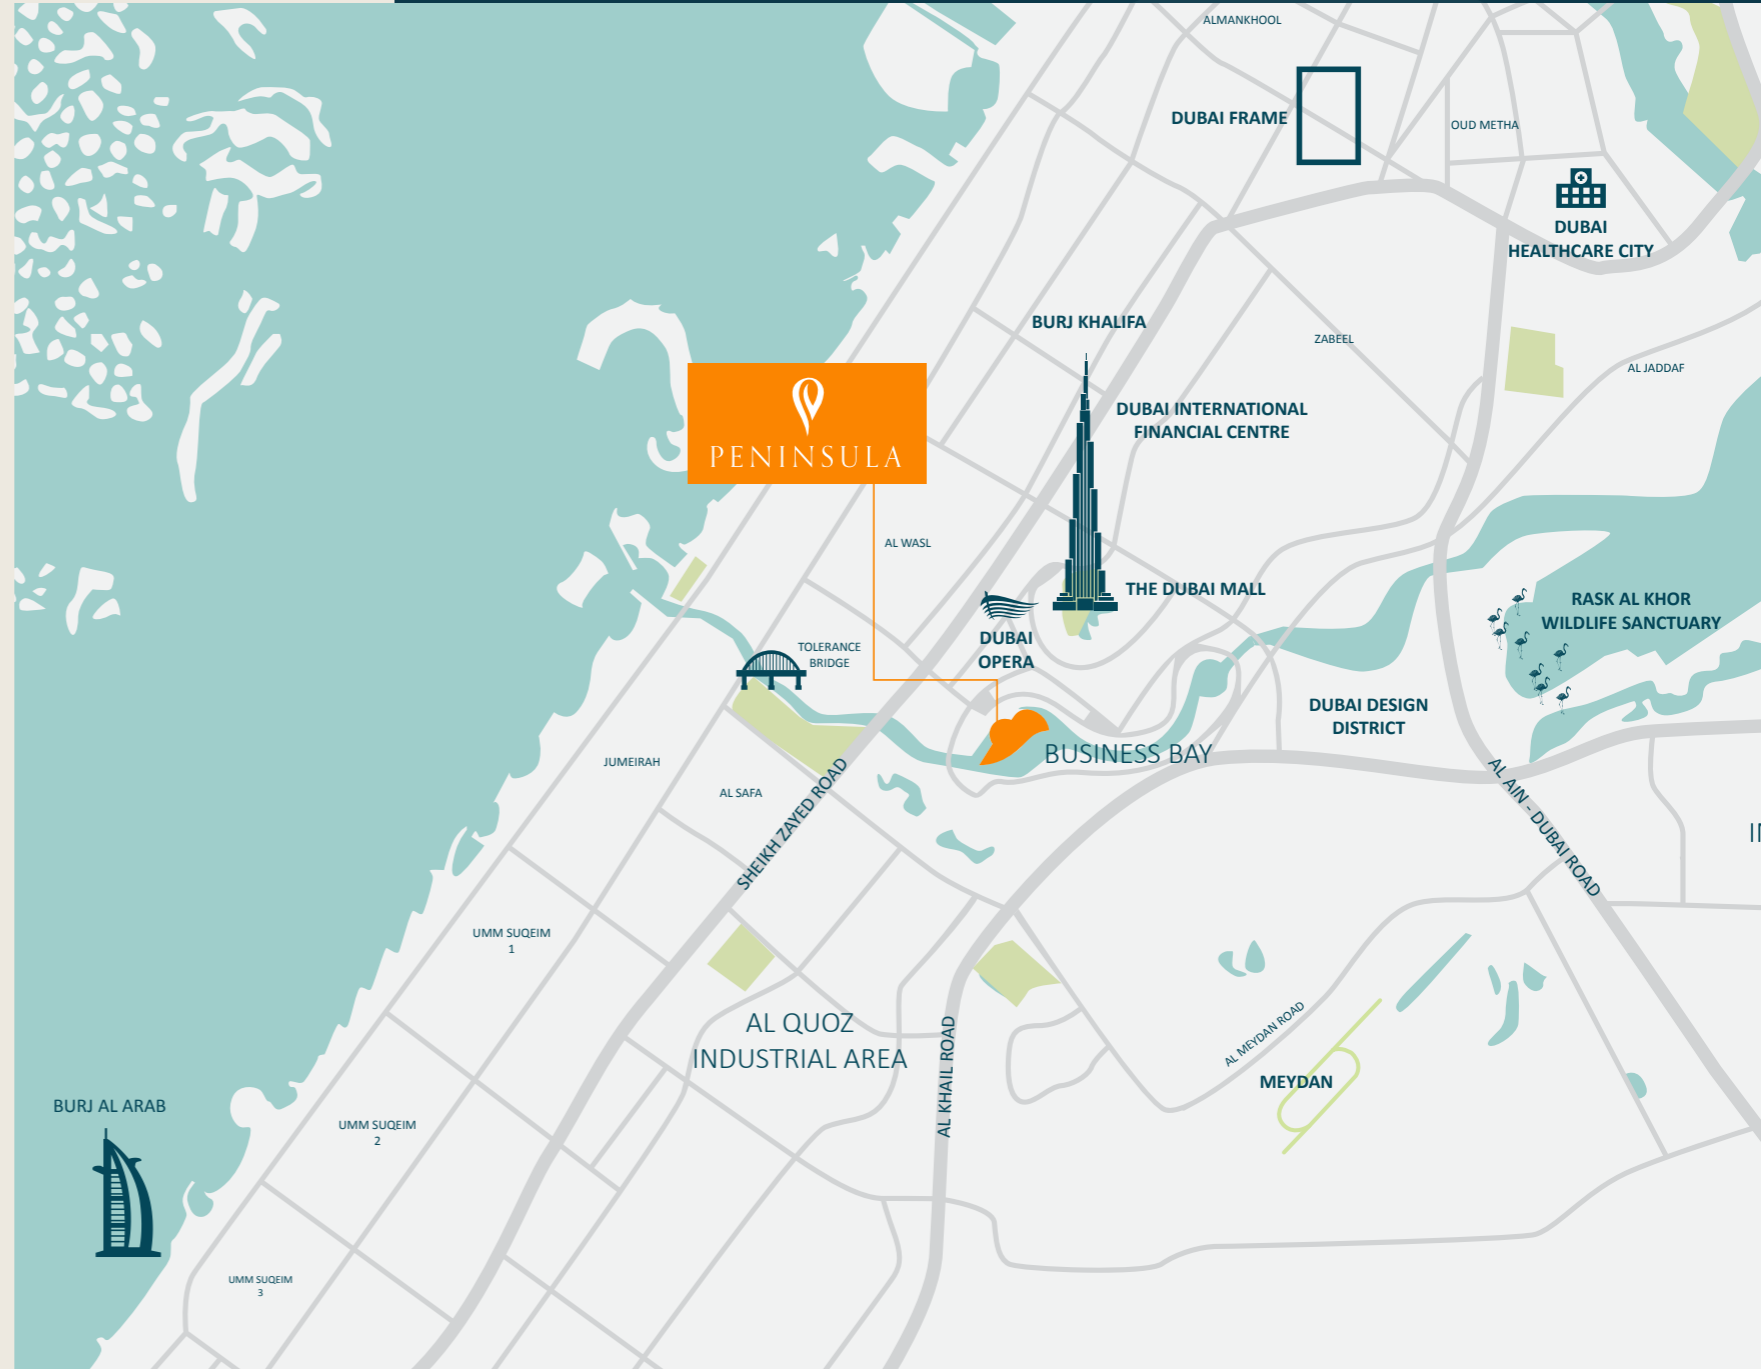 ALMANKHOOL
DUBAI FRAME
OUD METHA
DUBAI
HEALTHCARE CITY
BURJ KHALIFA
ZABEEL
AL JADDAF
PENINSULA
DUBAI INTERNATIONAL
FINANCIAL CENTRE
AL WASL
THE DUBAI MALL
RASK AL KHOR
WILDLIFE SANCTUARY
DUBAI
OPERA
TOLERANCE
BRIDGE
DUBAI DESIGN
DISTRICT
BUSINESS BAY
JUMEIRAH
AL SAFA
SHEIKH ZAYED ROAD
AL AIN - DUBAI ROAD
UMM SUQEIM
1
AL QUOZ
INDUSTRIAL AREA
AL KHAIL ROAD
AL MEYDAN ROAD
MEYDAN
BURJ AL ARAB
UMM SUQEIM
2
UMM SUQEIM
3